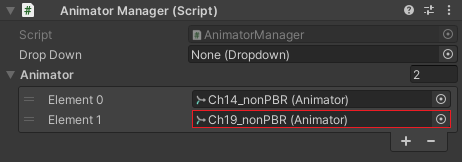 # Animator Manager (Script)
Script # AnimatorManager
Drop Down None (Dropdown)
Animator 2
Element 0 Ch14_nonPBR (Animator)
Element 1 Ch19_nonPBR (Animator)
+ −